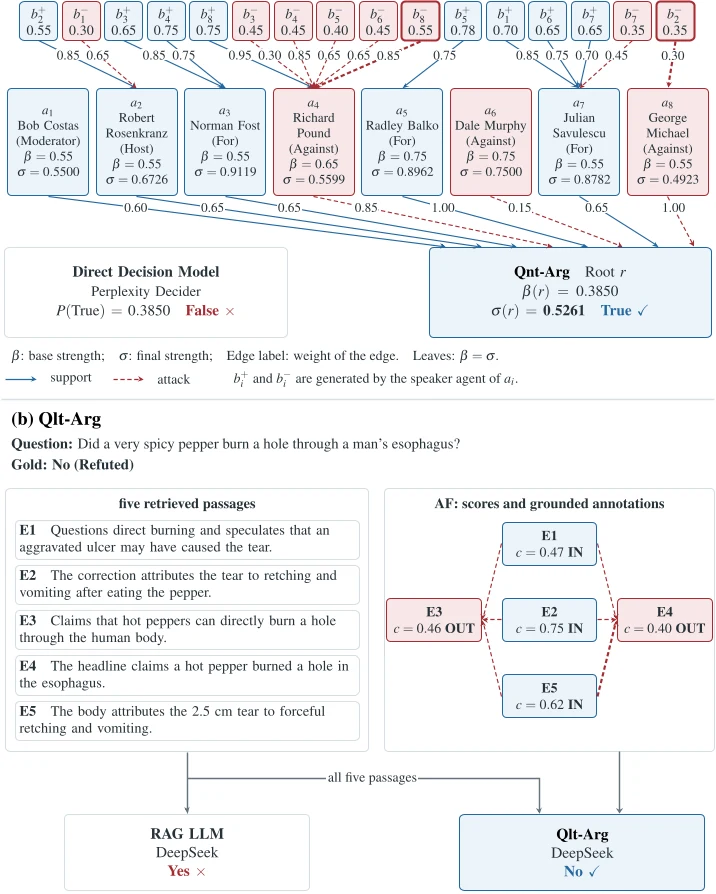 b₂⁺ b₁⁻ b₃⁺ b₄⁺ b₈⁺ b₃⁻ b₄⁻ b₅⁻ b₆⁻ b₈⁻ b₅⁺ b₁⁺ b₆⁺ b₇⁺ b₇⁻ b₂⁻
0.55 0.30 0.65 0.75 0.75 0.45 0.45 0.40 0.45 0.55 0.78 0.70 0.65 0.65 0.35 0.35
0.85 0.65 0.85 0.75 0.95 0.30 0.85 0.65 0.65 0.85 0.75 0.85 0.75 0.70 0.45 0.30
a₁
Bob Costas
(Moderator)
β = 0.55
σ = 0.5500
a₂
Robert
Rosenkranz
(Host)
β = 0.55
σ = 0.6726
a₃
Norman Fost
(For)
β = 0.55
σ = 0.9119
a₄
Richard
Pound
(Against)
β = 0.65
σ = 0.5599
a₅
Radley Balko
(For)
β = 0.75
σ = 0.8962
a₆
Dale Murphy
(Against)
β = 0.75
σ = 0.7500
a₇
Julian
Savulescu
(For)
β = 0.55
σ = 0.8782
a₈
George
Michael
(Against)
β = 0.55
σ = 0.4923
0.60 0.65 0.65 0.85 1.00 0.15 0.65 1.00
Direct Decision Model
Perplexity Decider
P(True) = 0.3850 False ×
Qnt-Arg Root r
β(r) = 0.3850
σ(r) = 0.5261 True ✓
β: base strength; σ: final strength; Edge label: weight of the edge. Leaves: β = σ.
support attack bᵢ⁺ and bᵢ⁻ are generated by the speaker agent of aᵢ.
(b) Qlt-Arg
Question: Did a very spicy pepper burn a hole through a man's esophagus?
Gold: No (Refuted)
five retrieved passages
E1 Questions direct burning and speculates that an
aggravated ulcer may have caused the tear.
E2 The correction attributes the tear to retching and
vomiting after eating the pepper.
E3 Claims that hot peppers can directly burn a hole
through the human body.
E4 The headline claims a hot pepper burned a hole in
the esophagus.
E5 The body attributes the 2.5 cm tear to forceful
retching and vomiting.
AF: scores and grounded annotations
E1
c = 0.47 IN
E3
c = 0.46 OUT
E2
c = 0.75 IN
E4
c = 0.40 OUT
E5
c = 0.62 IN
all five passages
RAG LLM
DeepSeek
Yes ×
Qlt-Arg
DeepSeek
No ✓